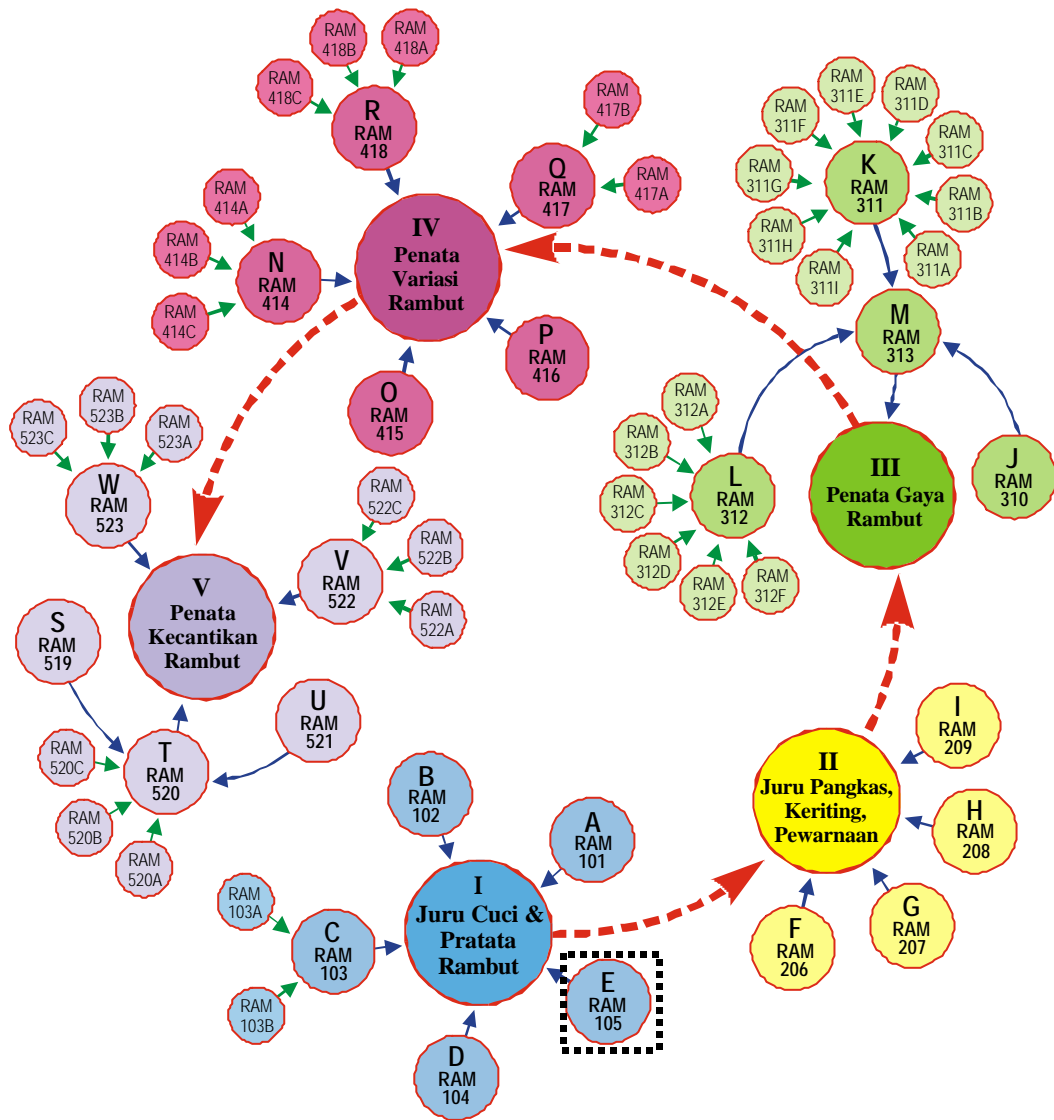 RAM
418A
RAM
418B
RAM
418C
R
RAM
418
RAM
417B
RAM
417A
Q
RAM
417
RAM
414A
RAM
414B
RAM
414C
N
RAM
414
IV
Penata
Variasi
Rambut
P
RAM
416
O
RAM
415
RAM
311E
RAM
311D
RAM
311F
RAM
311C
RAM
311G
RAM
311B
RAM
311H
RAM
311A
RAM
311I
K
RAM
311
M
RAM
313
RAM
312A
RAM
312B
RAM
312C
RAM
312D
RAM
312E
RAM
312F
L
RAM
312
III
Penata Gaya
Rambut
J
RAM
310
RAM
523B
RAM
523C
RAM
523A
W
RAM
523
RAM
522C
RAM
522B
RAM
522A
V
RAM
522
V
Penata
Kecantikan
Rambut
S
RAM
519
U
RAM
521
T
RAM
520
RAM
520C
RAM
520B
RAM
520A
B
RAM
102
A
RAM
101
I
Juru Cuci &
Pratata
Rambut
RAM
103A
C
RAM
103
RAM
103B
D
RAM
104
E
RAM
105
II
Juru Pangkas,
Keriting,
Pewarnaan
I
RAM
209
H
RAM
208
G
RAM
207
F
RAM
206